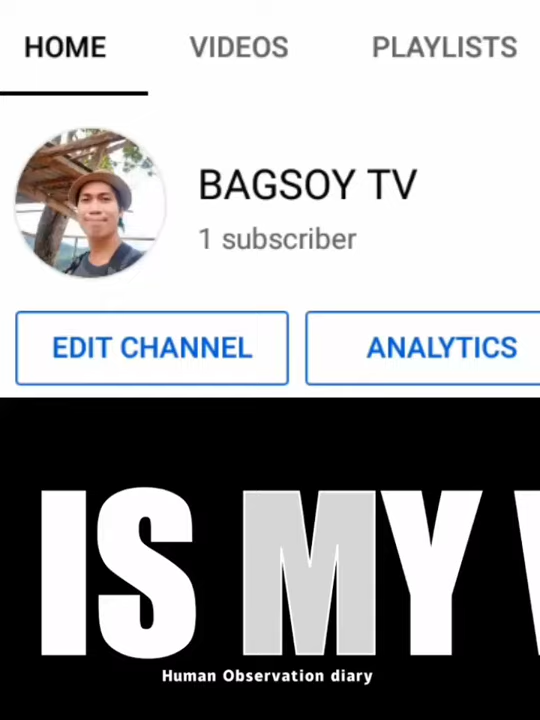 HOME VIDEOS PLAYLISTS
BAGSOY TV
1 subscriber
EDIT CHANNEL ANALYTICS
IS MY
Human Observation diary